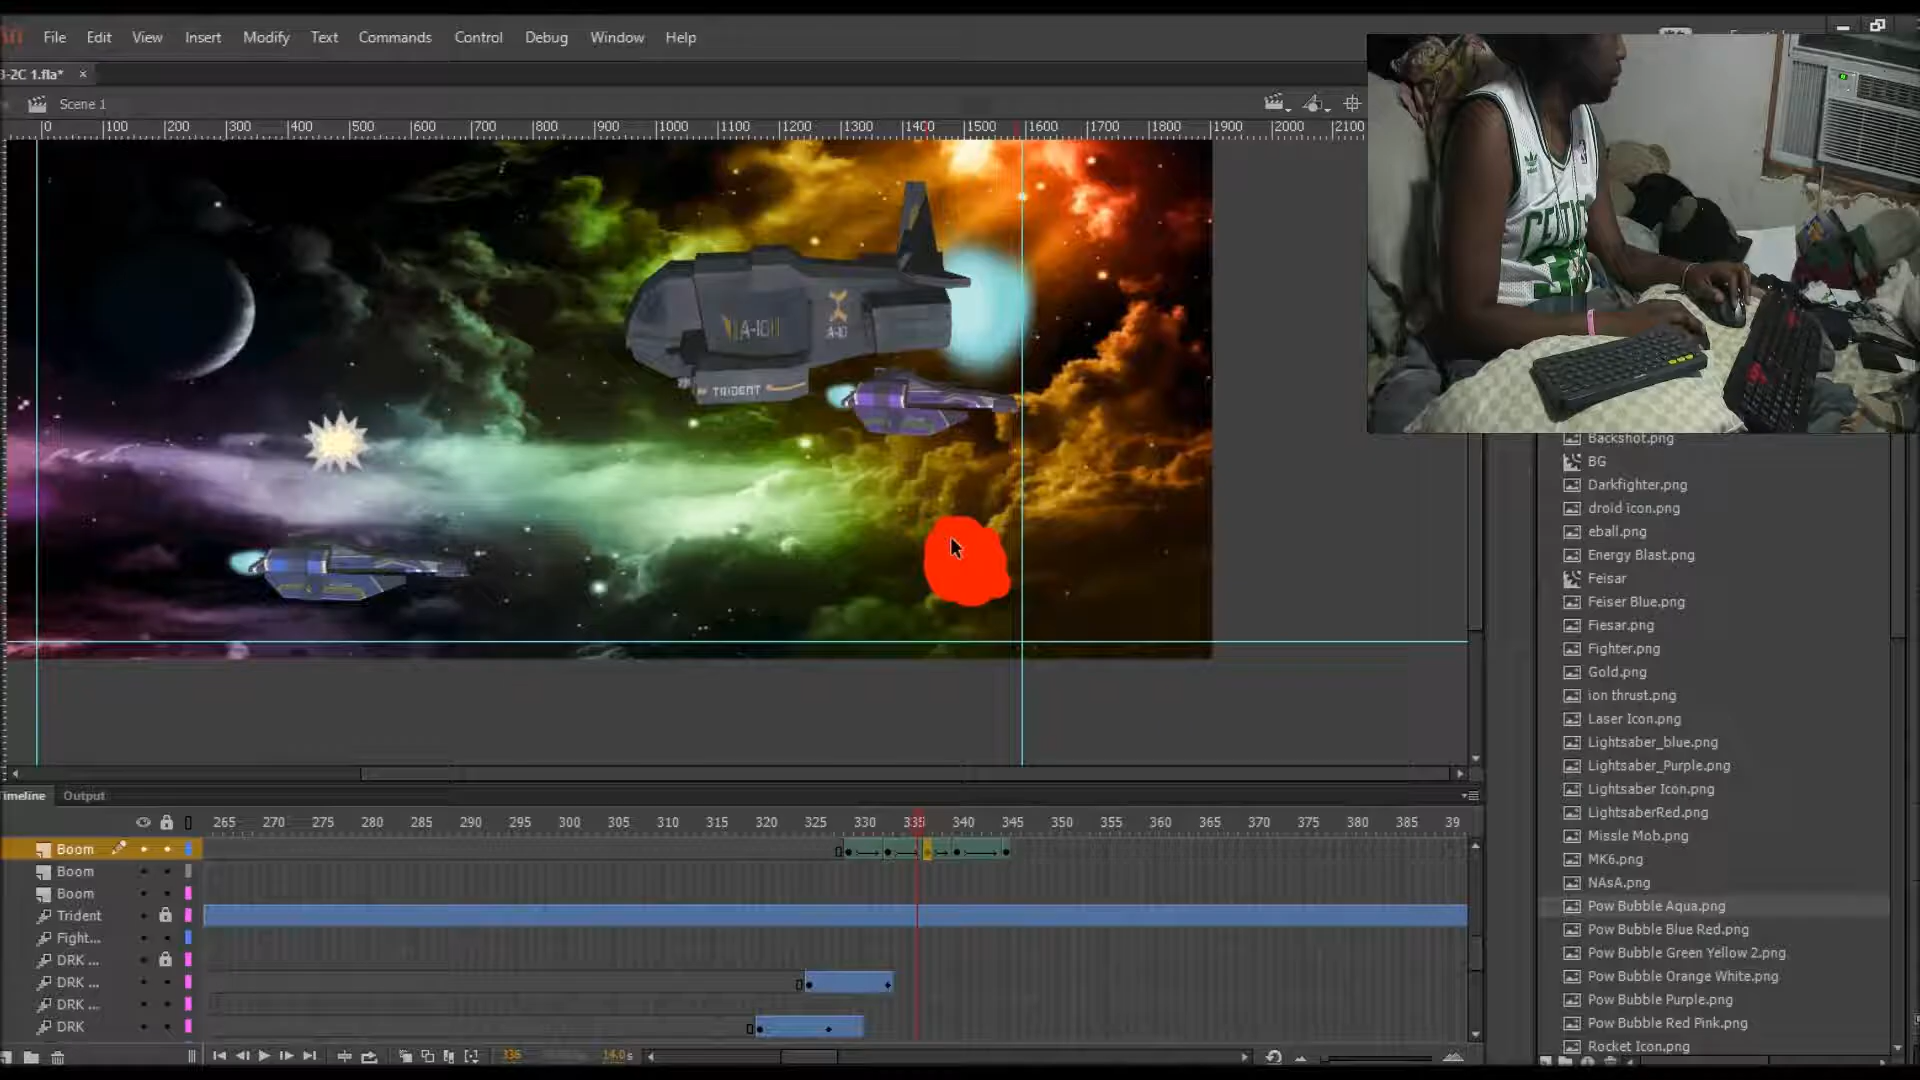 File Edit View Insert Modify Text Commands Control Debug Window Help
3-2C 1.fla* ×
Scene 1
0 100 200 300 400 500 600 700 800 900 1000 1100 1200 1300 1400 1500 1600 1700 1800 1900 2000 2100
CELTICS
A-10 A-10
TRIDENT
Backshot.png
BG
Darkfighter.png
droid icon.png
eball.png
Energy Blast.png
Feisar
Feiser Blue.png
Fiesar.png
Fighter.png
Gold.png
ion thrust.png
Laser Icon.png
Lightsaber_blue.png
Lightsaber_Purple.png
Lightsaber Icon.png
LightsaberRed.png
Missle Mob.png
MK6.png
NAsA.png
Pow Bubble Aqua.png
Pow Bubble Blue Red.png
Pow Bubble Green Yellow 2.png
Pow Bubble Orange White.png
Pow Bubble Purple.png
Pow Bubble Red Pink.png
Rocket Icon.png
Timeline Output
265 270 275 280 285 290 295 300 305 310 315 320 325 330 335 340 345 350 355 360 365 370 375 380 385 39
Boom
Boom
Boom
Trident
Fight...
DRK ...
DRK ...
DRK ...
DRK
336 14.0s